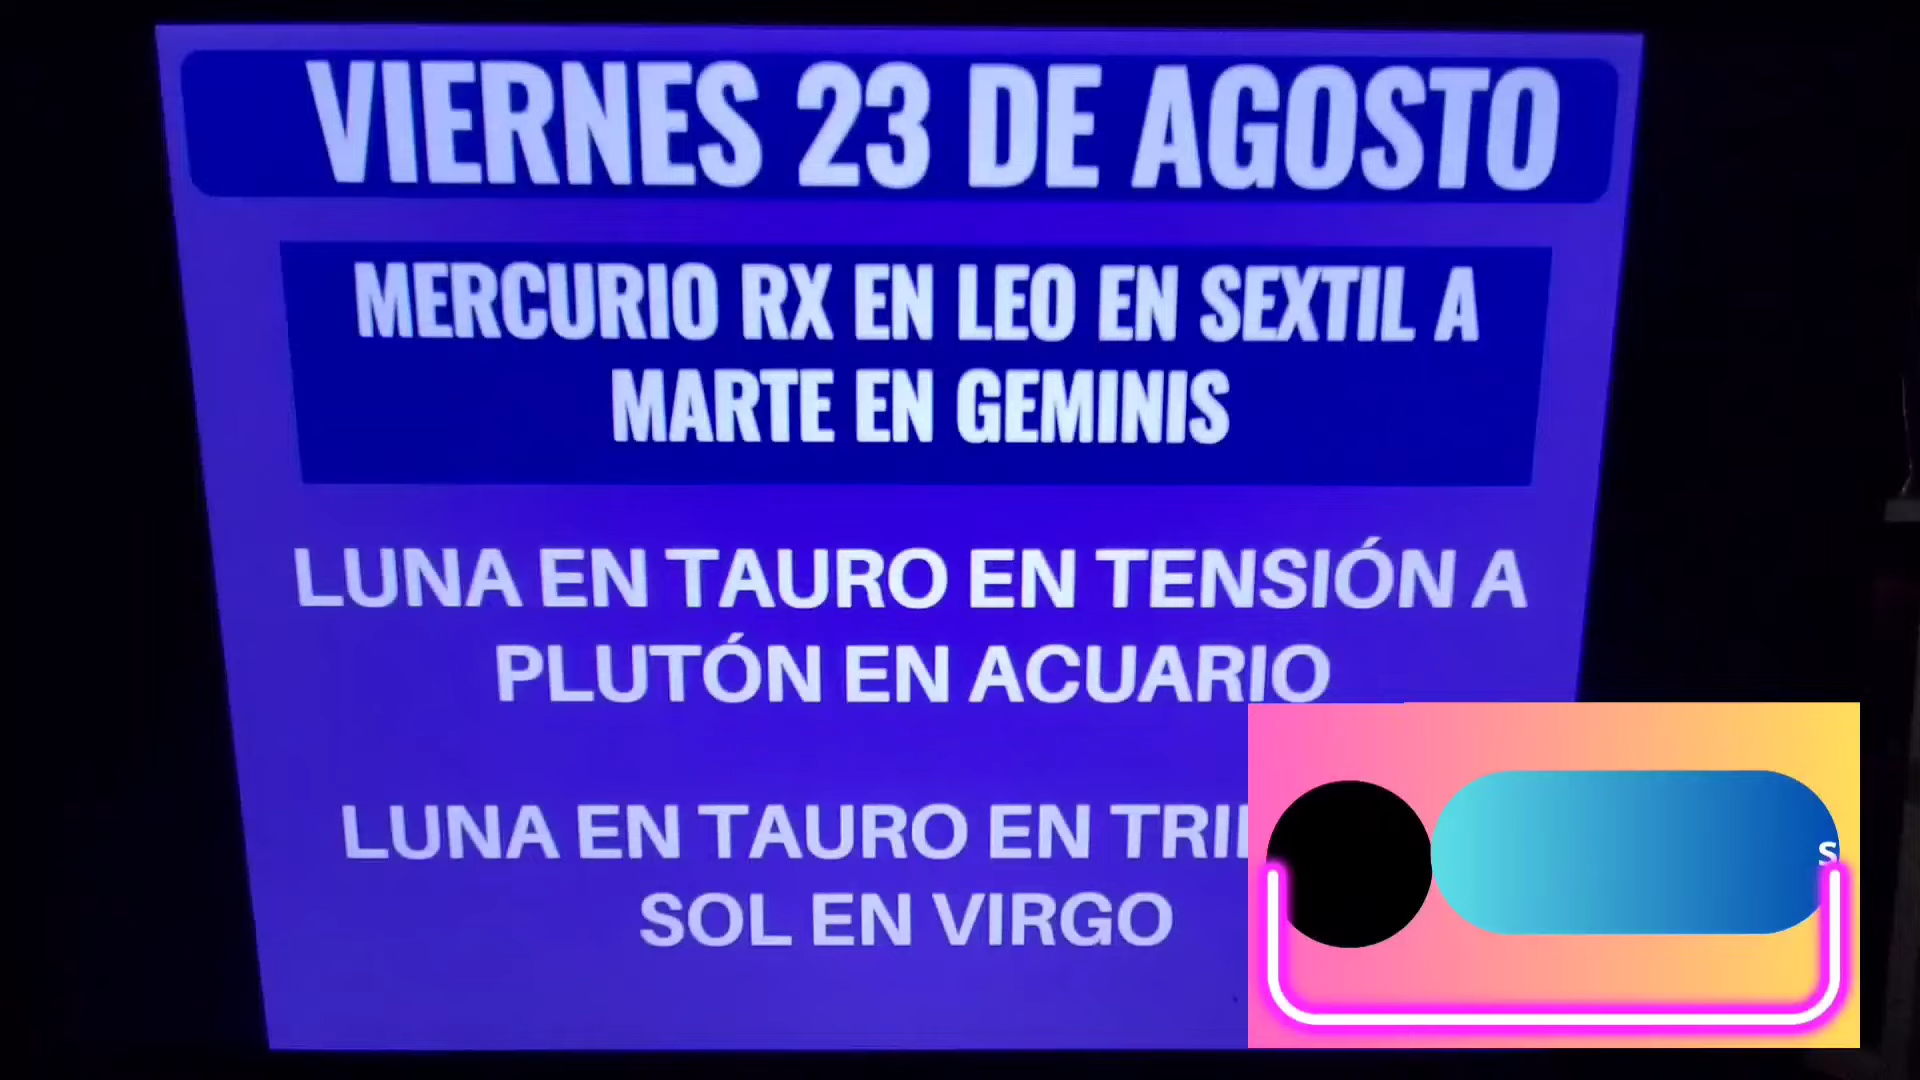 VIERNES 23 DE AGOSTO
MERCURIO RX EN LEO EN SEXTIL A
MARTE EN GEMINIS
LUNA EN TAURO EN TENSIÓN A
PLUTÓN EN ACUARIO
LUNA EN TAURO EN
SOL EN VIRGO